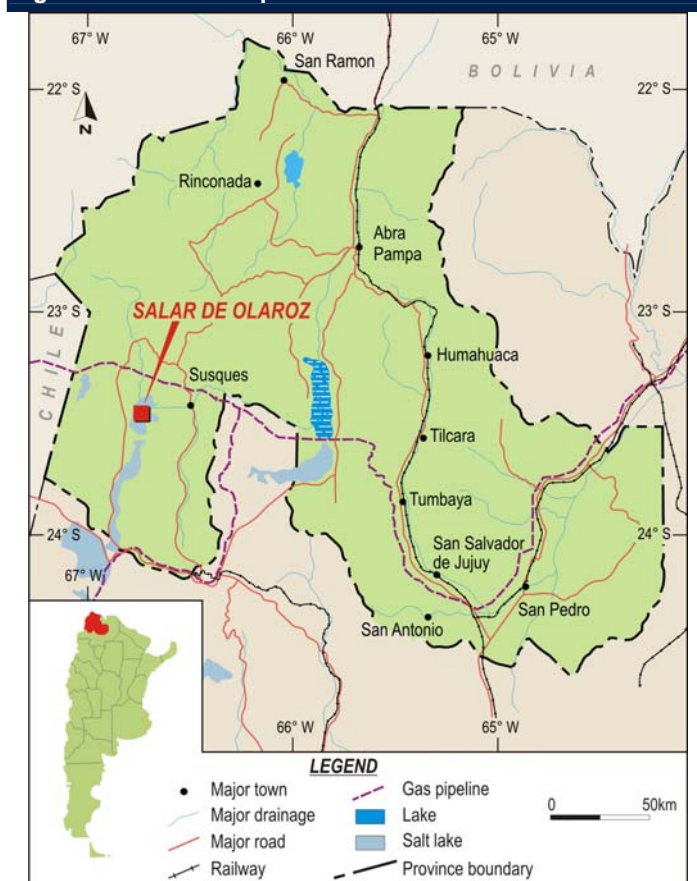 67° W 66° W 65° W
San Ramon
BOLIVIA
22° S 22° S
N
Rinconada
Abra
Pampa
23° S 23° S
SALAR DE OLAROZ
CHILE
Humahuaca
Susques
Tilcara
Tumbaya
24° S 24° S
San Salvador
de Jujuy
67° W
San Pedro
San Antonio
66° W 65° W
LEGEND
Major town Gas pipeline
Major drainage Lake
0 50km
Major road Salt lake
Railway Province boundary